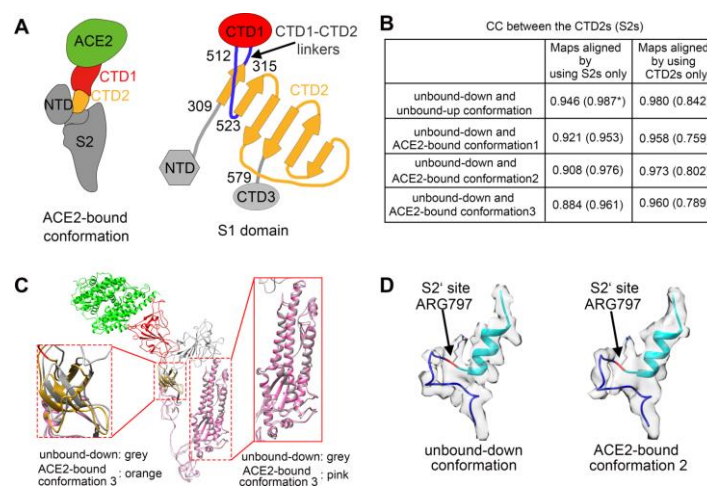 A
ACE2
CTD1
CTD2
NTD
S2
ACE2-bound
conformation
CTD1
CTD1-CTD2
linkers
512
315
CTD2
309
523
NTD
579
CTD3
S1 domain
B
CC between the CTD2s (S2s)
Maps aligned by using S2s only
Maps aligned by using CTD2s only
unbound-down and unbound-up conformation 0.946 (0.987*) 0.980 (0.842
unbound-down and ACE2-bound conformation1 0.921 (0.953) 0.958 (0.759
unbound-down and ACE2-bound conformation2 0.908 (0.976) 0.973 (0.802
unbound-down and ACE2-bound conformation3 0.884 (0.961) 0.960 (0.789
C
unbound-down: grey
ACE2-bound
conformation 3 : orange
unbound-down: grey
ACE2-bound
conformation 3 : pink
D
S2' site
ARG797
unbound-down
conformation
S2' site
ARG797
ACE2-bound
conformation 2